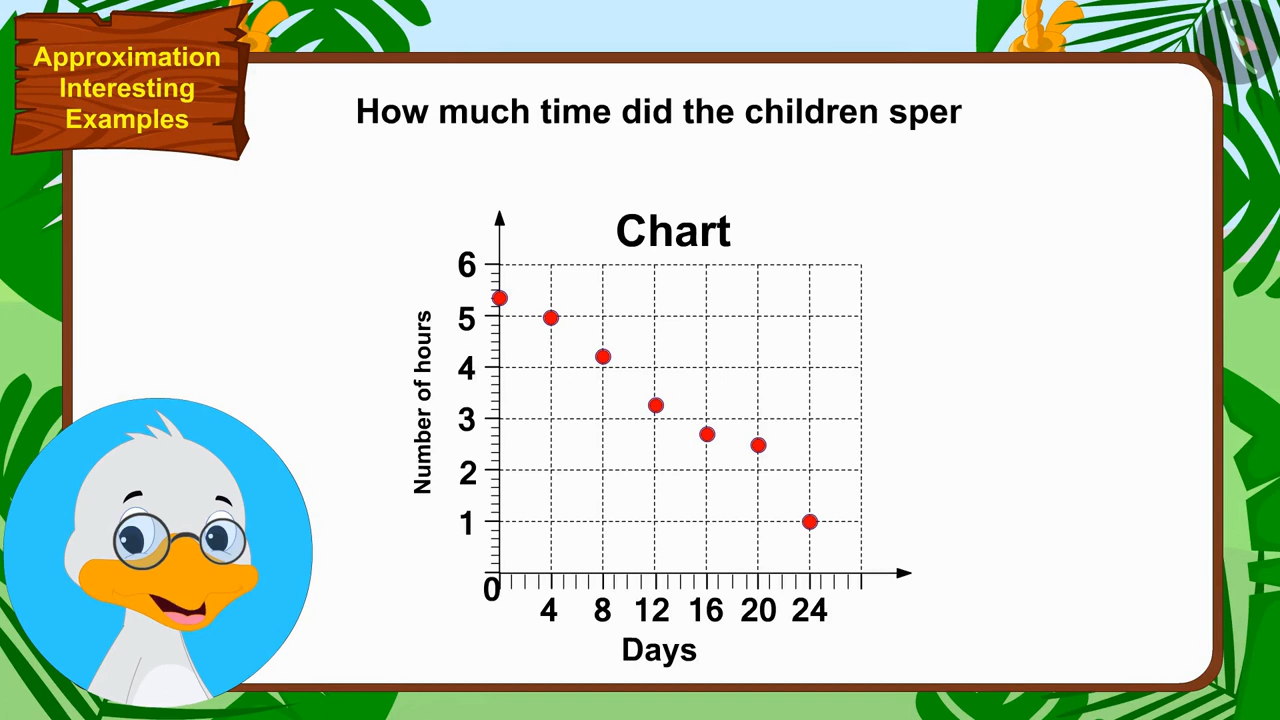 Approximation
Interesting
Examples
How much time did the children sper
Chart
Number of hours
6
5
4
3
2
1
0
4 8 12 16 20 24
Days